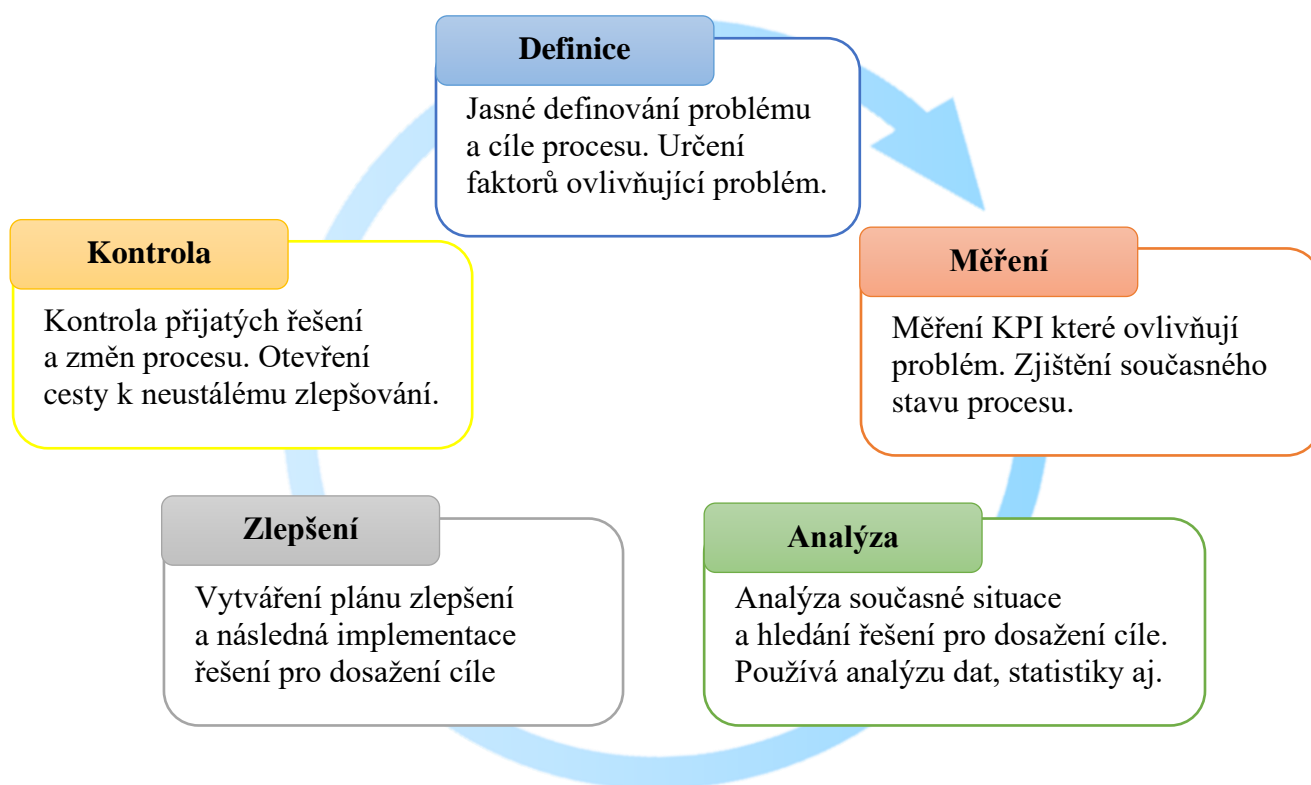 Definice
Jasné definování problému
a cíle procesu. Určení
faktorů ovlivňující problém.
Měření
Měření KPI které ovlivňují
problém. Zjištění současného
stavu procesu.
Analýza
Analýza současné situace
a hledání řešení pro dosažení cíle.
Používá analýzu dat, statistiky aj.
Zlepšení
Vytváření plánu zlepšení
a následná implementace
řešení pro dosažení cíle
Kontrola
Kontrola přijatých řešení
a změn procesu. Otevření
cesty k neustálému zlepšování.